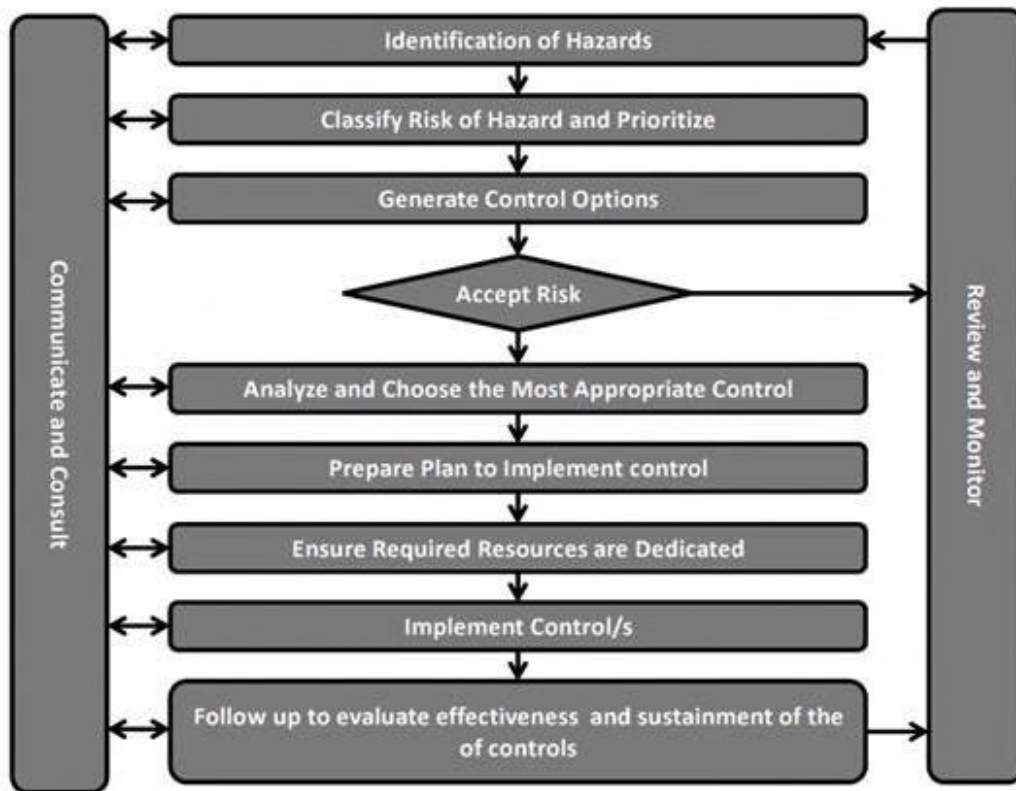 Identification of Hazards
Classify Risk of Hazard and Prioritize
Generate Control Options
Accept Risk
Analyze and Choose the Most Appropriate Control
Prepare Plan to Implement control
Ensure Required Resources are Dedicated
Implement Control/s
Follow up to evaluate effectiveness and sustainment of the
of controls
Communicate and Consult
Review and Monitor